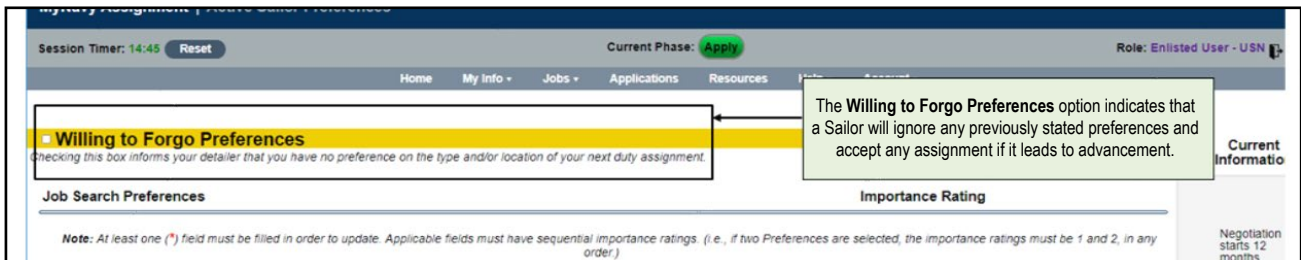 MyNavy Assignment | Active Sailor Preferences
Session Timer: 14:45 Reset
Current Phase: Apply
Role: Enlisted User - USN
Home My Info Jobs Applications Resources Help Account
The Willing to Forgo Preferences option indicates that
a Sailor will ignore any previously stated preferences and
accept any assignment if it leads to advancement.
Willing to Forgo Preferences
Checking this box informs your detailer that you have no preference on the type and/or location of your next duty assignment.
Current
Informatio
Job Search Preferences Importance Rating
Note: At least one (*) field must be filled in order to update. Applicable fields must have sequential importance ratings. (i.e., if two Preferences are selected, the importance ratings must be 1 and 2, in any
order.)
Negotiation
starts 12
months